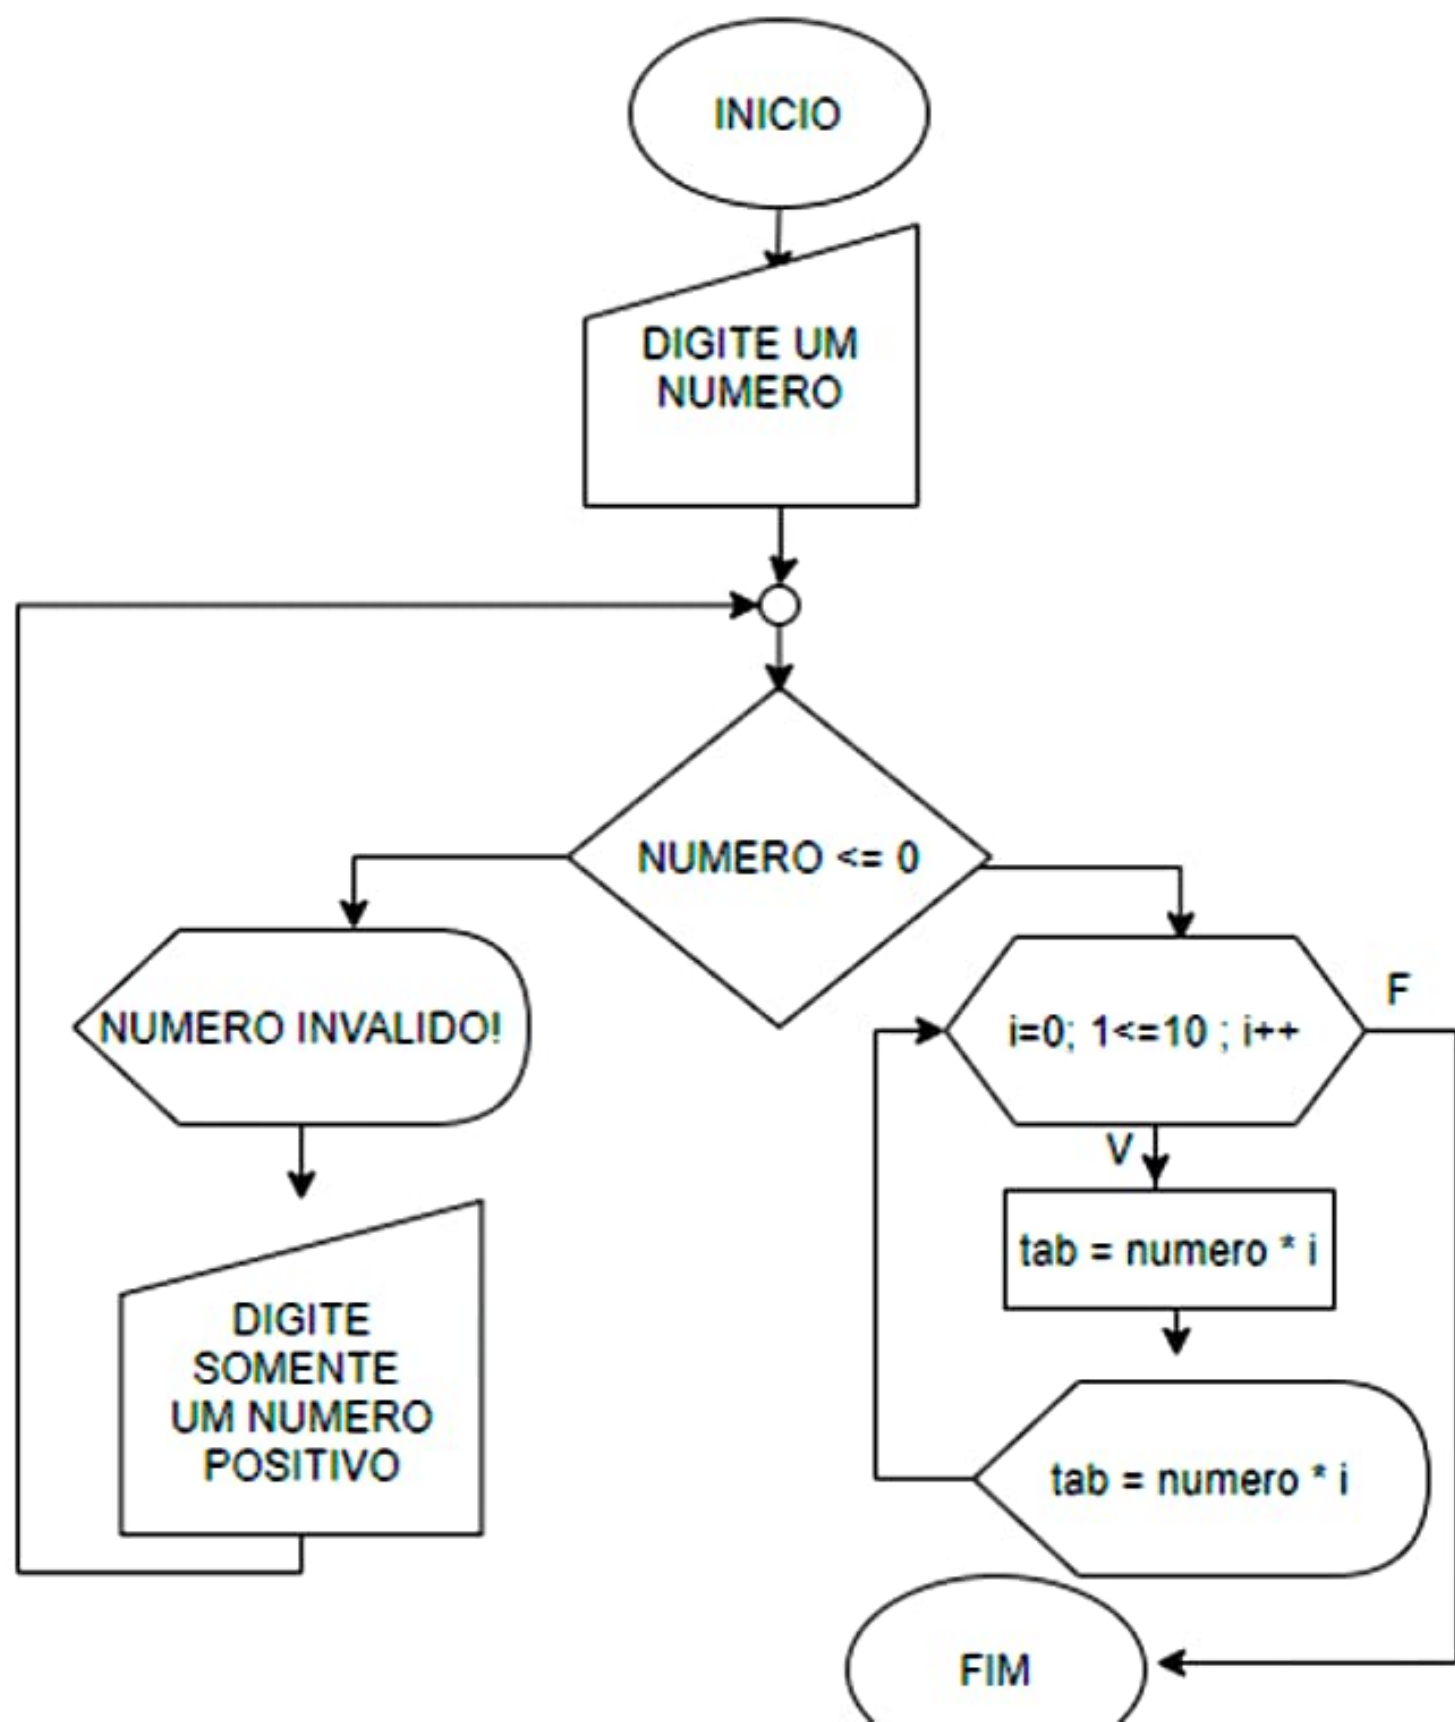 INICIO
DIGITE UM
NUMERO
NUMERO <= 0
NUMERO INVALIDO!
DIGITE
SOMENTE
UM NUMERO
POSITIVO
i=0; 1<=10 ; i++
F
V
tab = numero * i
tab = numero * i
FIM